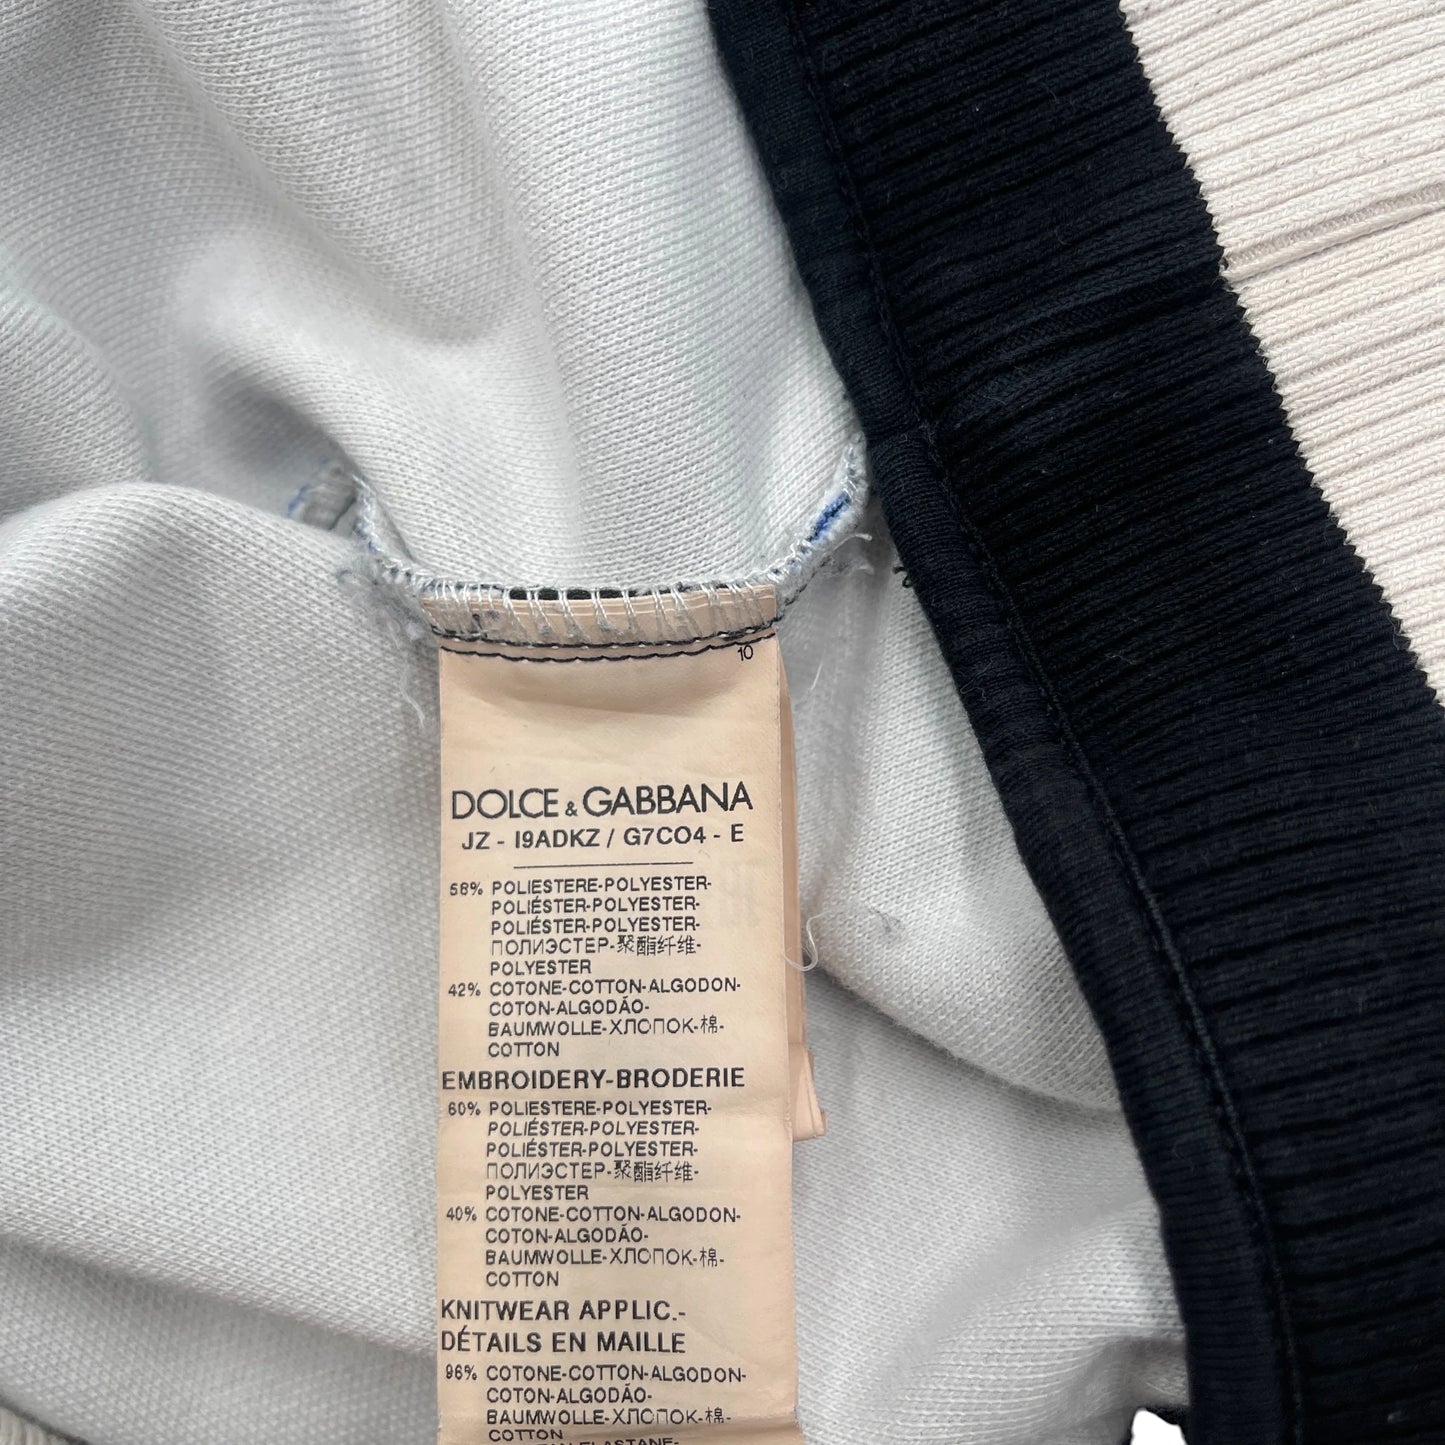 10
DOLCE & GABBANA
JZ - I9ADKZ / G7CO4 - E
58% POLIESTERE-POLYESTER-
POLIÉSTER-POLYESTER-
POLIÉSTER-POLYESTER-
ПОЛИЭСТЕР-聚酯纤维-
POLYESTER
42% COTONE-COTTON-ALGODON-
COTON-ALGODÃO-
BAUMWOLLE-ХЛОПОК-棉-
COTTON
EMBROIDERY-BRODERIE
60% POLIESTERE-POLYESTER-
POLIÉSTER-POLYESTER-
POLIÉSTER-POLYESTER-
ПОЛИЭСТЕР-聚酯纤维-
POLYESTER
40% COTONE-COTTON-ALGODON-
COTON-ALGODÃO-
BAUMWOLLE-ХЛОПОК-棉-
COTTON
KNITWEAR APPLIC.-
DÉTAILS EN MAILLE
96% COTONE-COTTON-ALGODON-
COTON-ALGODÃO-
BAUMWOLLE-ХЛОПОК-棉-
COTTON